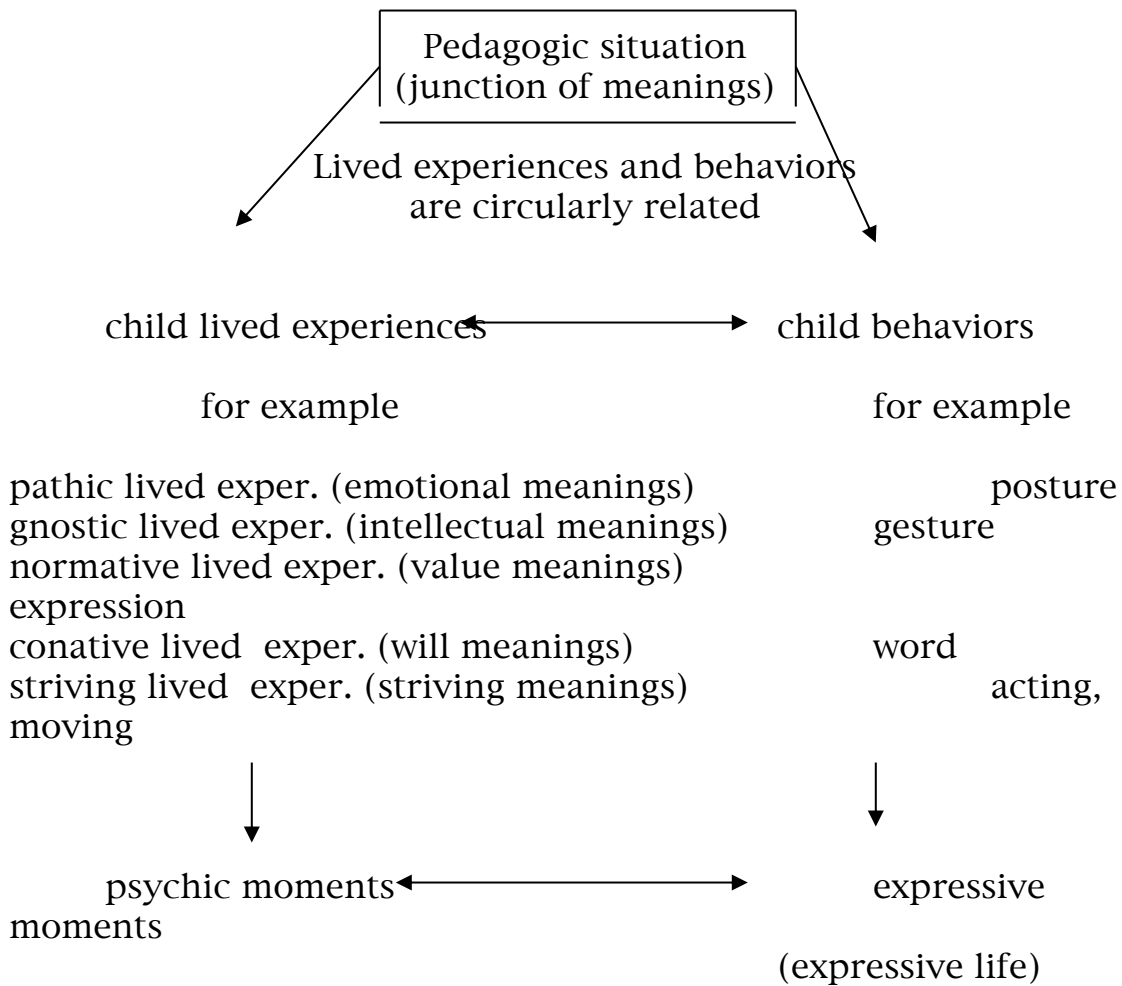 Pedagogic situation
(junction of meanings)
Lived experiences and behaviors
are circularly related
child lived experiences child behaviors
for example for example
pathic lived exper. (emotional meanings) posture
gnostic lived exper. (intellectual meanings) gesture
normative lived exper. (value meanings)
expression
conative lived exper. (will meanings) word
striving lived exper. (striving meanings) acting,
moving
psychic moments expressive
moments
(expressive life)